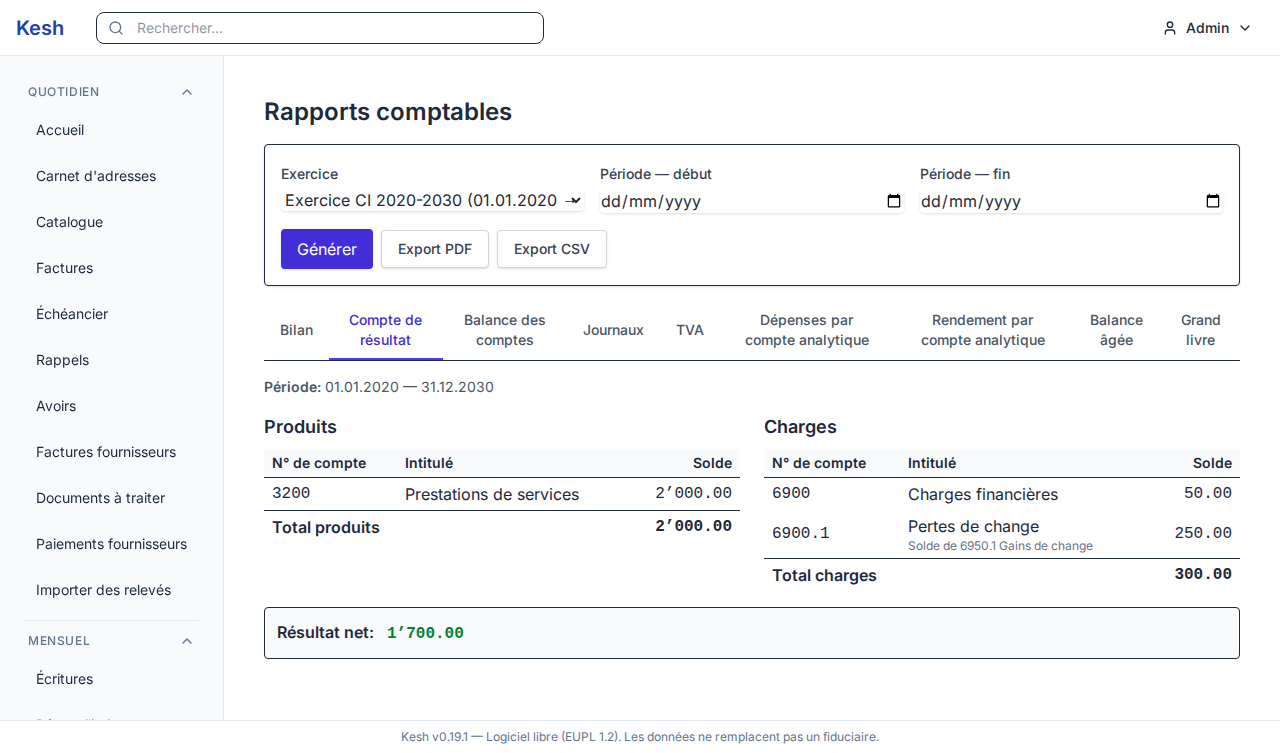 Kesh
Rechercher...
Admin
QUOTIDIEN
Accueil
Carnet d'adresses
Catalogue
Factures
Échéancier
Rappels
Avoirs
Factures fournisseurs
Documents à traiter
Paiements fournisseurs
Importer des relevés
MENSUEL
Écritures
Rapports comptables
Exercice
Période — début
Période — fin
Exercice CI 2020-2030 (01.01.2020 →
dd/mm/yyyy
dd/mm/yyyy
Générer
Export PDF
Export CSV
Bilan
Compte de
résultat
Balance des
comptes
Journaux
TVA
Dépenses par
compte analytique
Rendement par
compte analytique
Balance
âgée
Grand
livre
Période: 01.01.2020 — 31.12.2030
Produits
N° de compte Intitulé Solde
3200 Prestations de services 2’000.00
Total produits 2’000.00
Charges
N° de compte Intitulé Solde
6900 Charges financières 50.00
6900.1 Pertes de change 250.00
Solde de 6950.1 Gains de change
Total charges 300.00
Résultat net: 1’700.00
Kesh v0.19.1 — Logiciel libre (EUPL 1.2). Les données ne remplacent pas un fiduciaire.